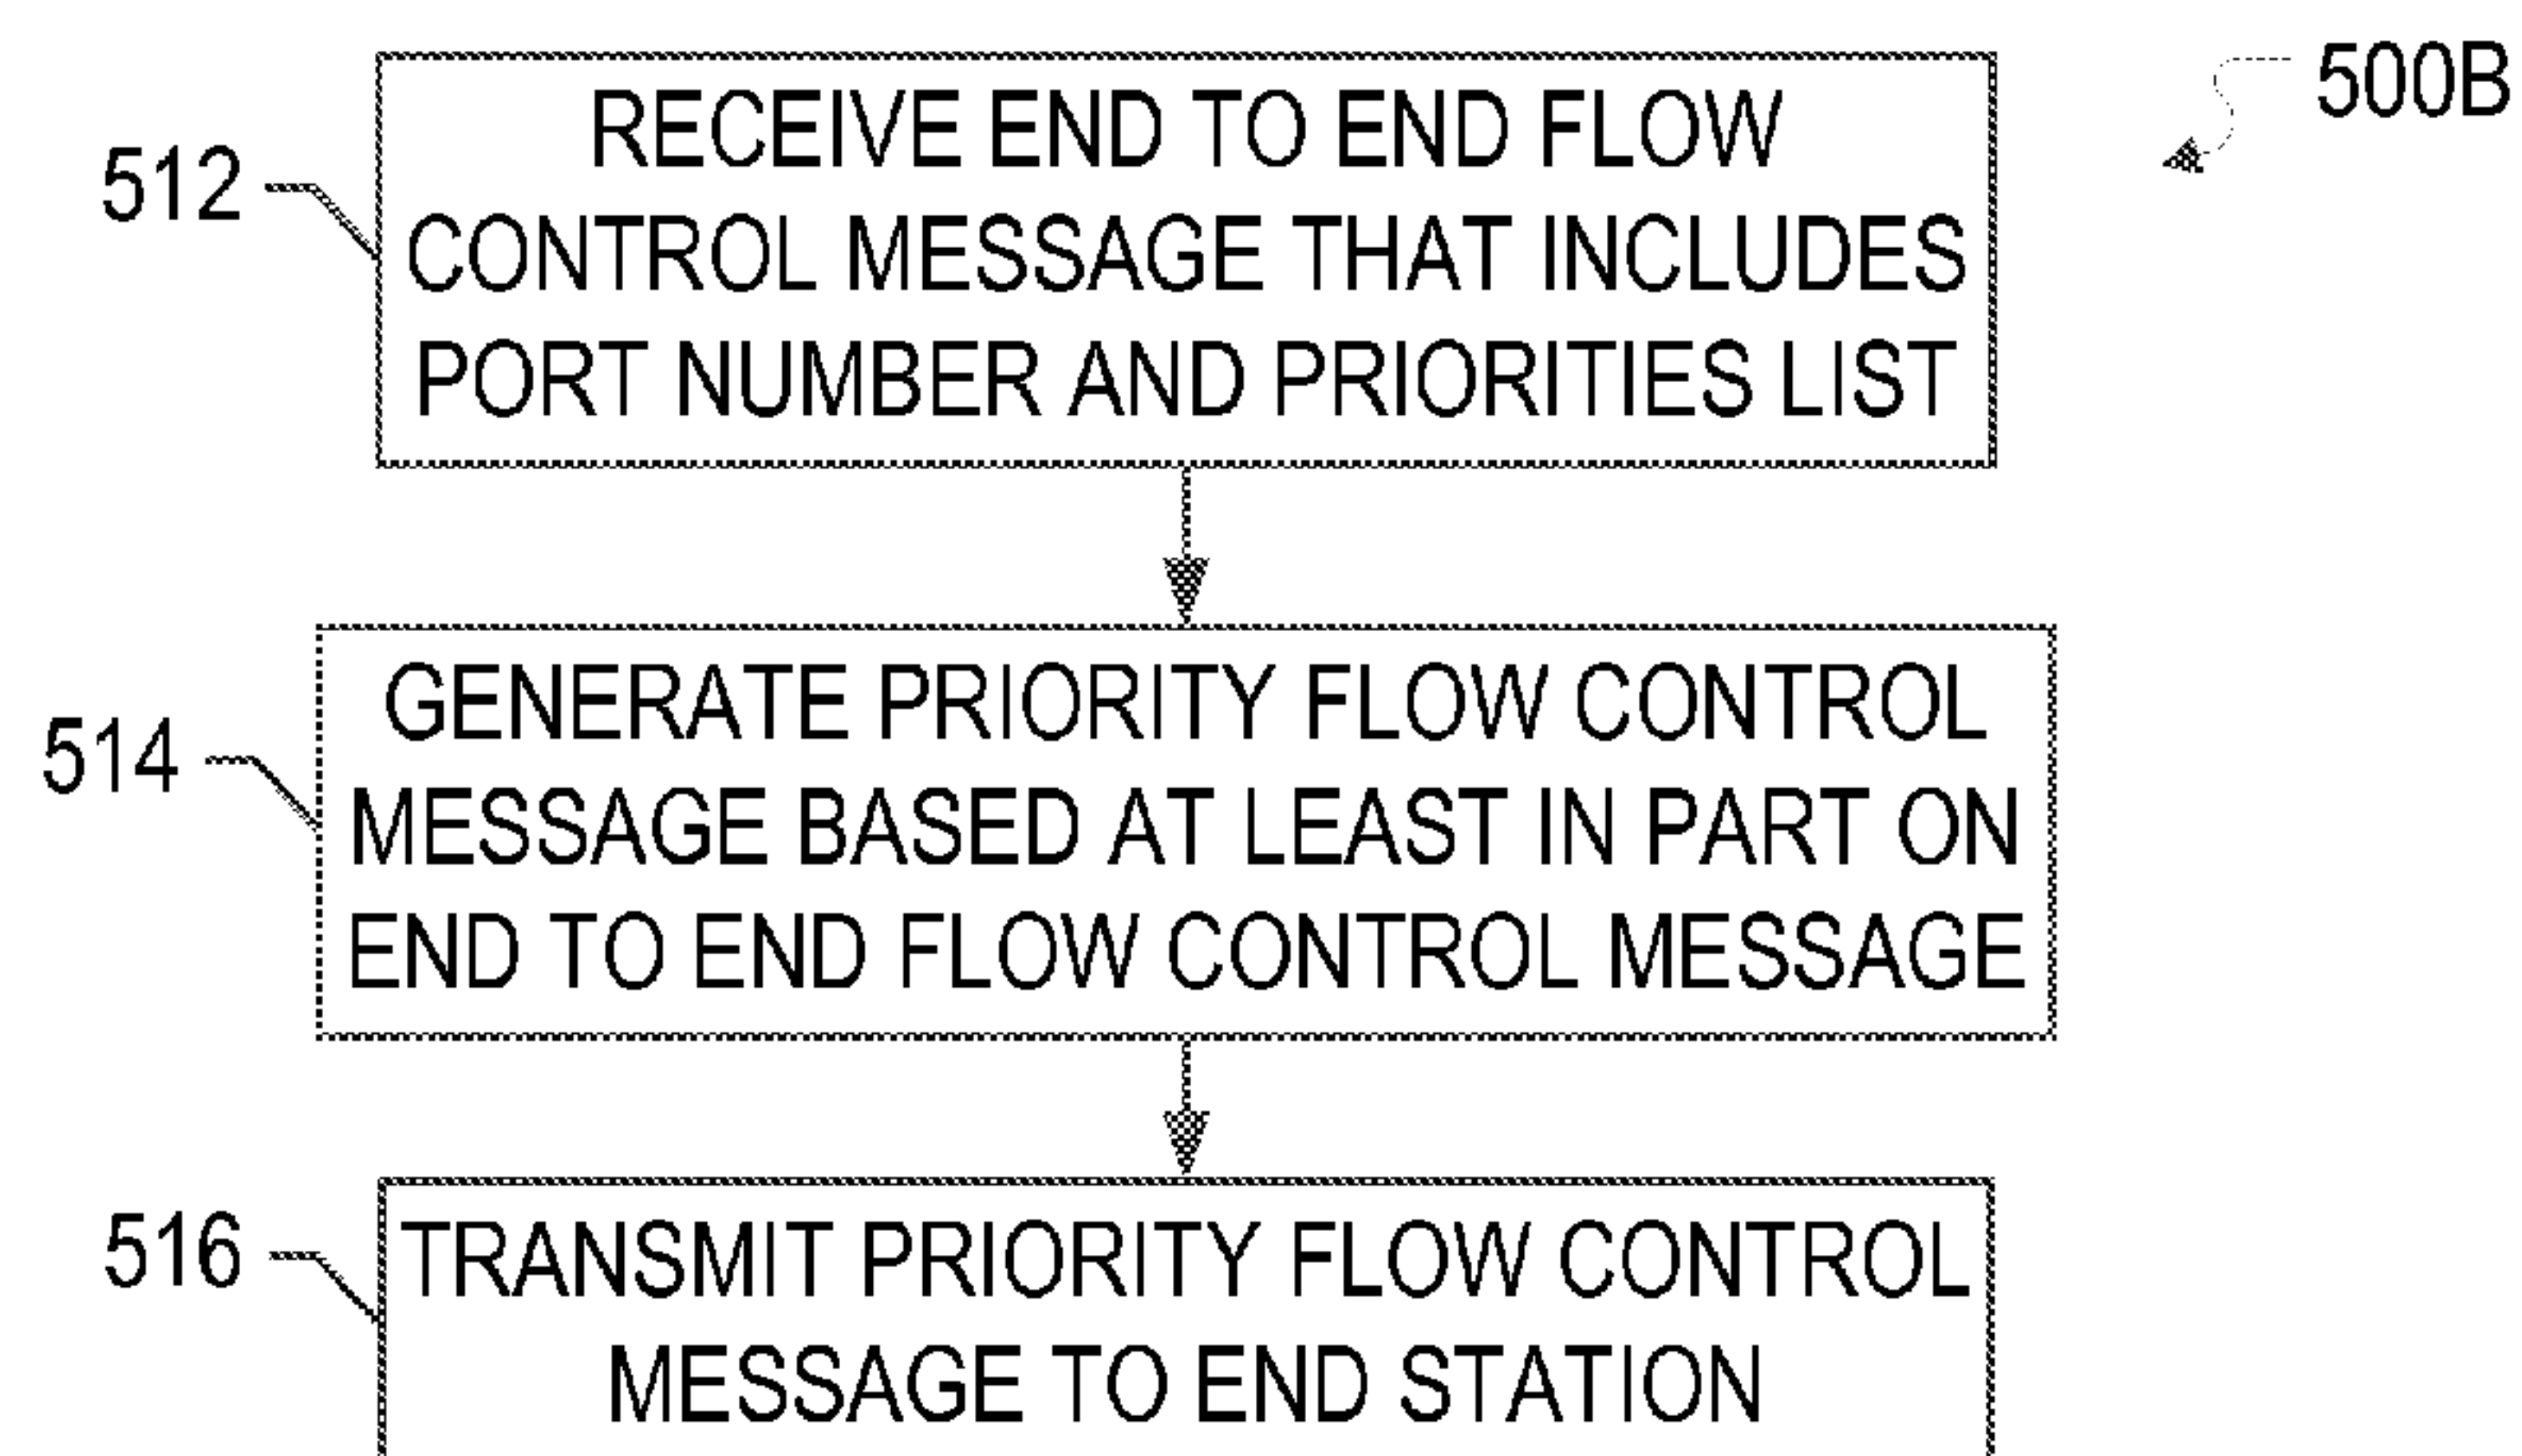 500B
512
RECEIVE END TO END FLOW
CONTROL MESSAGE THAT INCLUDES
PORT NUMBER AND PRIORITIES LIST
514
GENERATE PRIORITY FLOW CONTROL
MESSAGE BASED AT LEAST IN PART ON
END TO END FLOW CONTROL MESSAGE
516
TRANSMIT PRIORITY FLOW CONTROL
MESSAGE TO END STATION